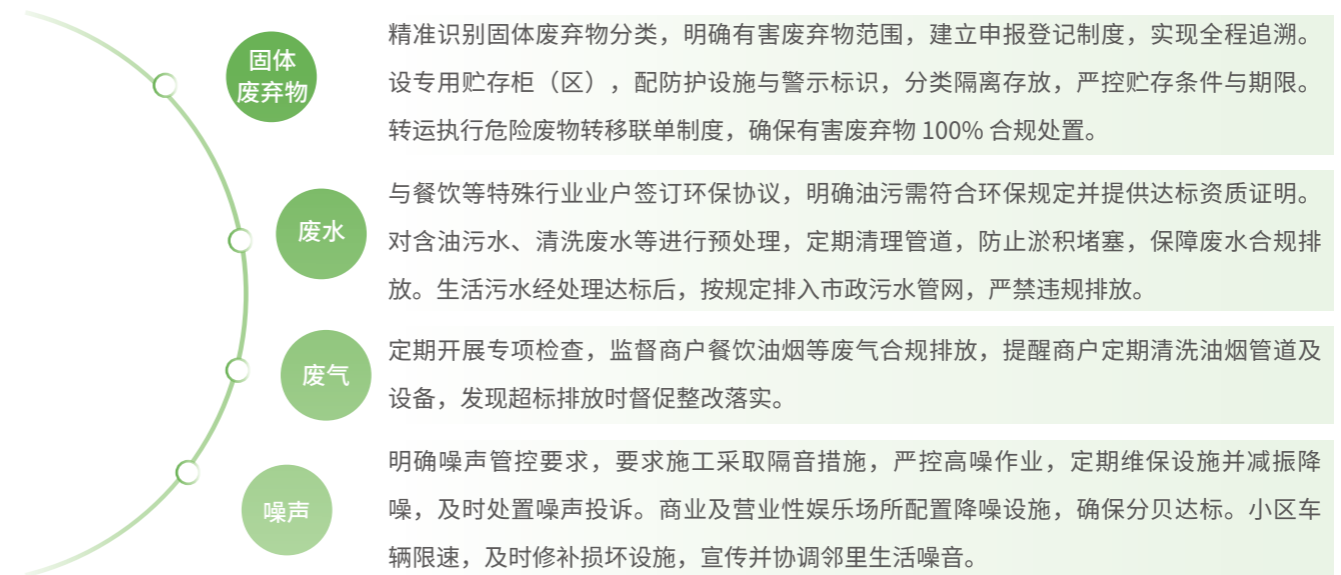 固体
废弃物
精准识别固体废弃物分类，明确有害废弃物范围，建立申报登记制度，实现全程追溯。
设专用贮存柜（区），配防护设施与警示标识，分类隔离存放，严控贮存条件与期限。
转运执行危险废物转移联单制度，确保有害废弃物 100% 合规处置。
废水
与餐饮等特殊行业业户签订环保协议，明确油污需符合环保规定并提供达标资质证明。
对含油污水、清洗废水等进行预处理，定期清理管道，防止淤积堵塞，保障废水合规排
放。生活污水经处理达标后，按规定排入市政污水管网，严禁违规排放。
废气
定期开展专项检查，监督商户餐饮油烟等废气合规排放，提醒商户定期清洗油烟管道及
设备，发现超标排放时督促整改落实。
噪声
明确噪声管控要求，要求施工采取隔音措施，严控高噪作业，定期维保设施并减振降
噪，及时处置噪声投诉。商业及营业性娱乐场所配置降噪设施，确保分贝达标。小区车
辆限速，及时修补损坏设施，宣传并协调邻里生活噪音。